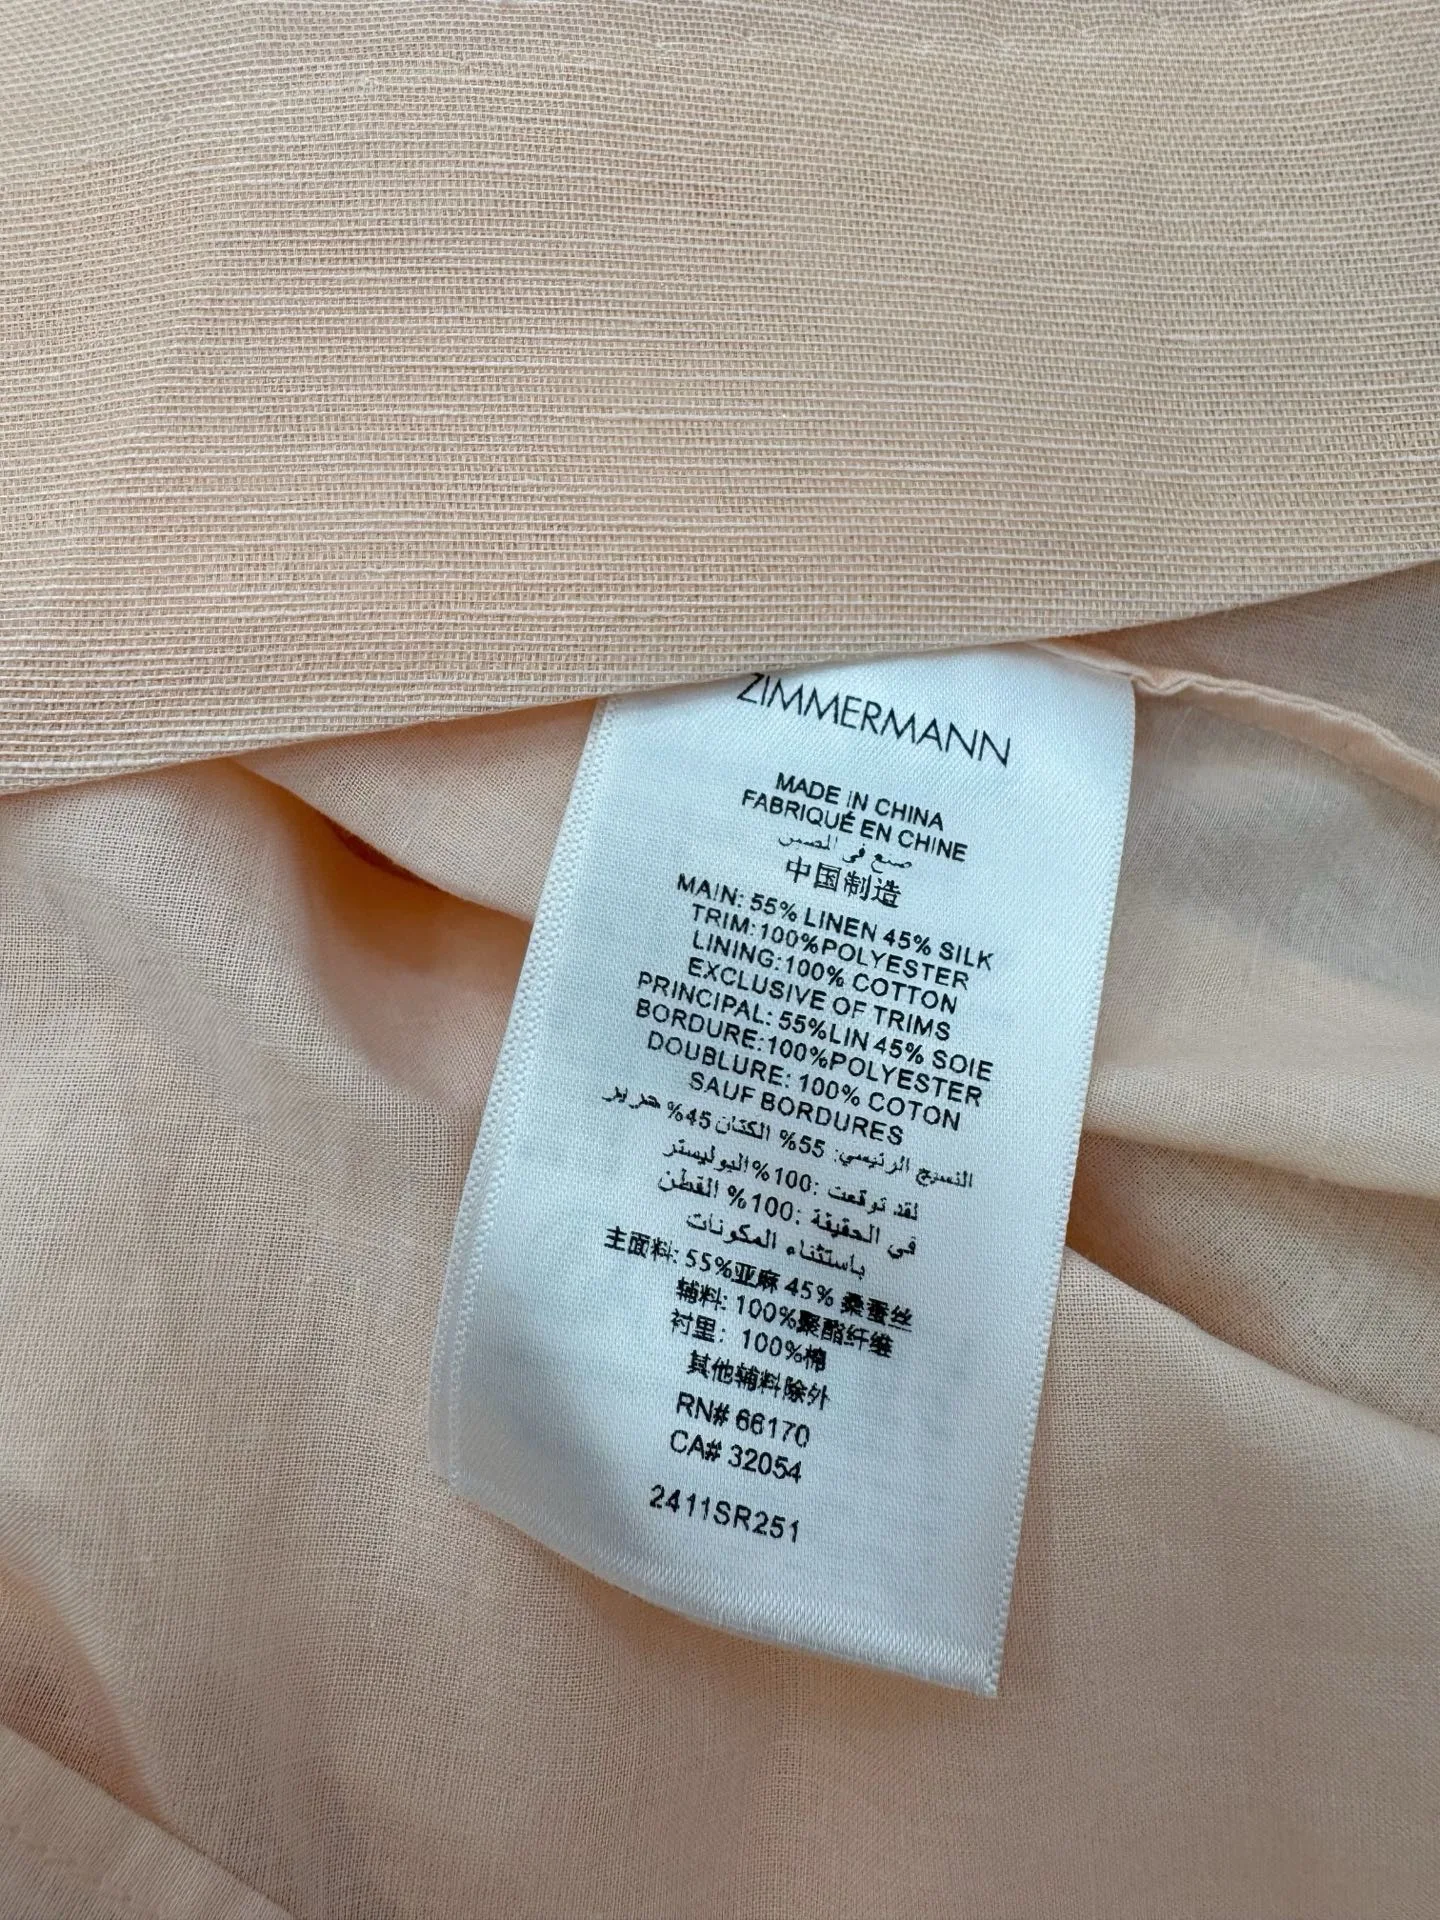 ZIMMERMANN
MADE IN CHINA
FABRIQUÉ EN CHINE
صنع في الصين
中国制造
MAIN: 55% LINEN 45% SILK
TRIM:100%POLYESTER
LINING:100% COTTON
EXCLUSIVE OF TRIMS
PRINCIPAL: 55%LIN 45% SOIE
BORDURE:100%POLYESTER
DOUBLURE: 100% COTON
SAUF BORDURES
النسيج الرئيسي: 55% الكتان 45% حرير
لقد توقعت :100%البوليستر
في الحقيقة :100% القطن
باستثناء المكونات
主面料: 55%亚麻 45% 桑蚕丝
辅料: 100%聚酯纤维
衬里: 100%棉
其他辅料除外
RN# 66170
CA# 32054
2411SR251